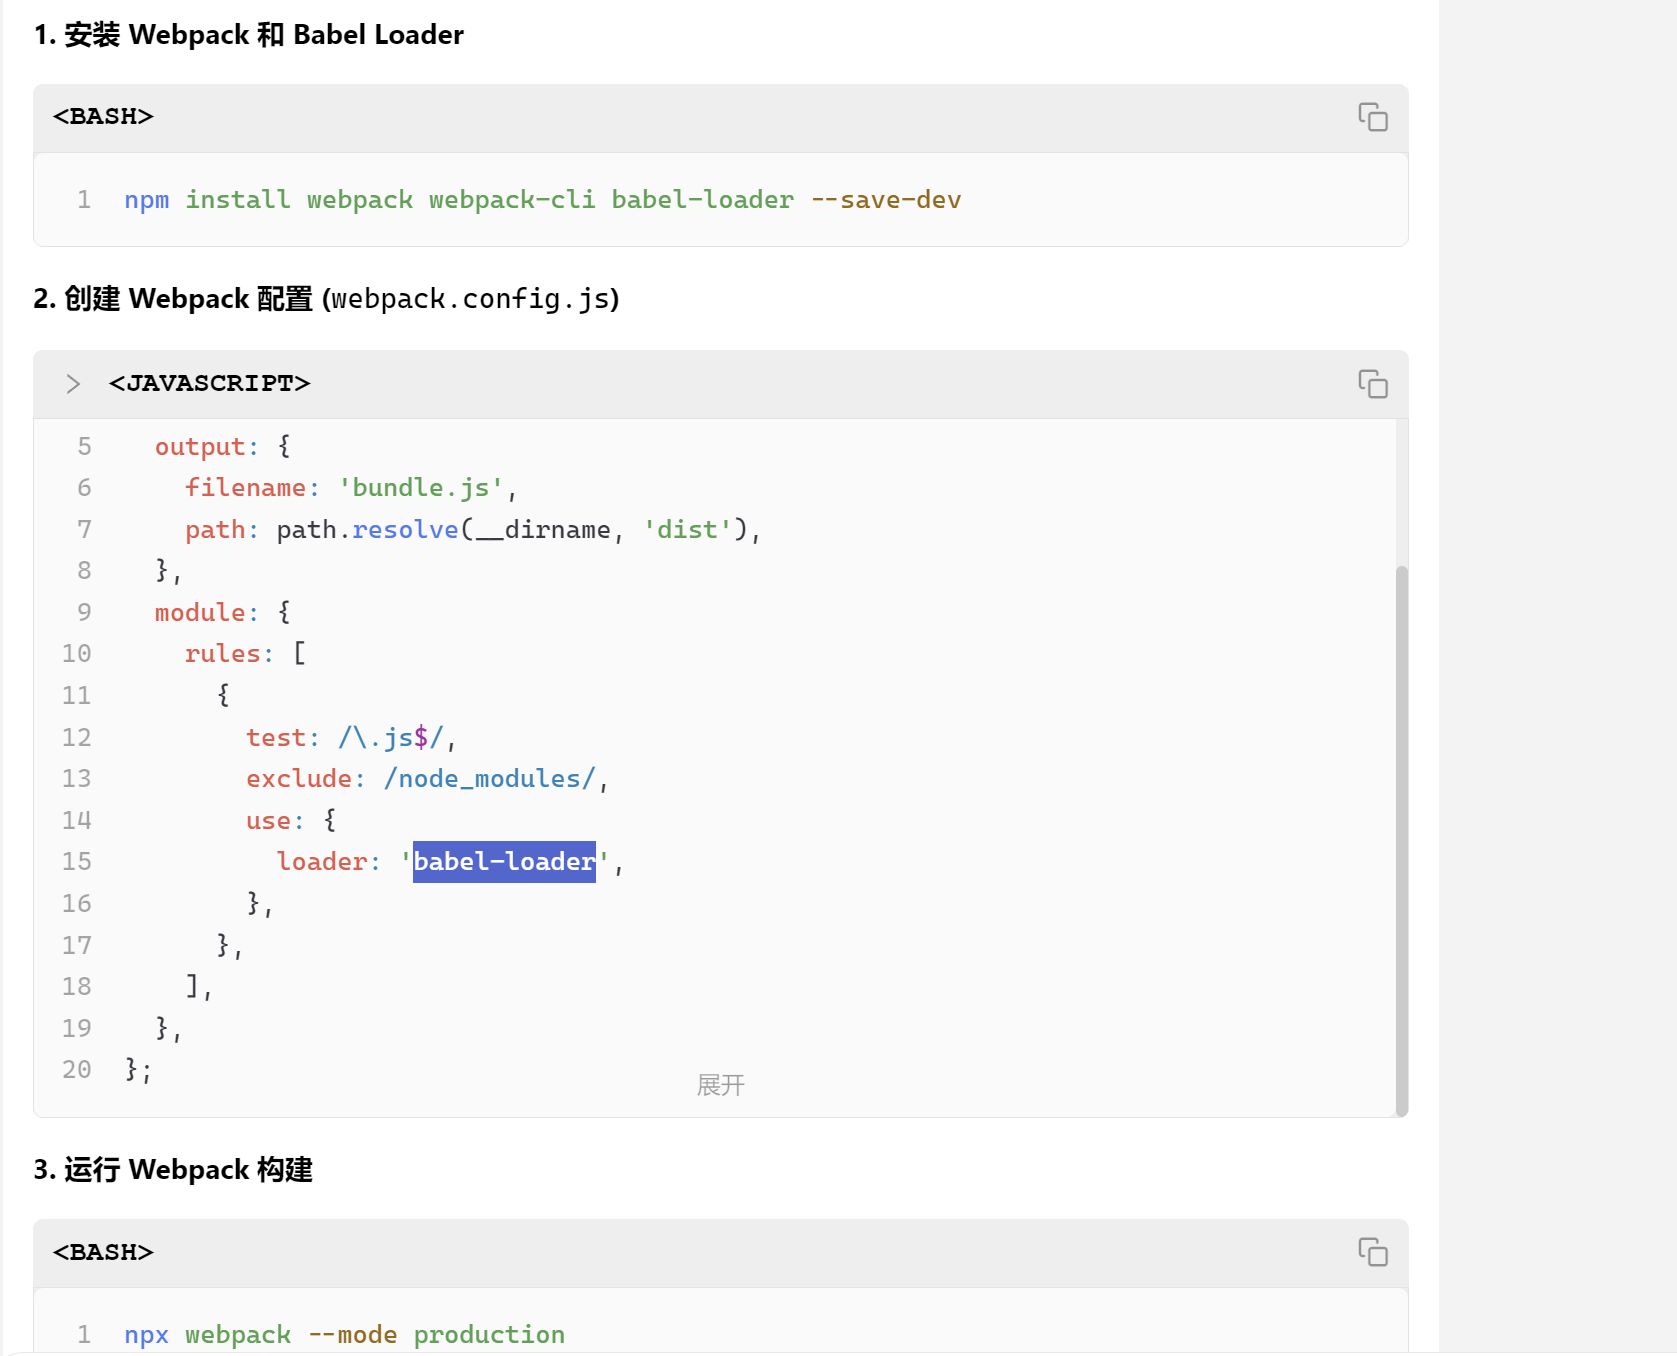 1. 安装 Webpack 和 Babel Loader
<BASH>
1 npm install webpack webpack-cli babel-loader --save-dev
2. 创建 Webpack 配置 (webpack.config.js)
<JAVASCRIPT>
5   output: {
6     filename: 'bundle.js',
7     path: path.resolve(__dirname, 'dist'),
8   },
9   module: {
10     rules: [
11       {
12         test: /\.js$/,
13         exclude: /node_modules/,
14         use: {
15           loader: 'babel-loader',
16         },
17       },
18     ],
19   },
20 };
展开
3. 运行 Webpack 构建
<BASH>
1 npx webpack --mode production